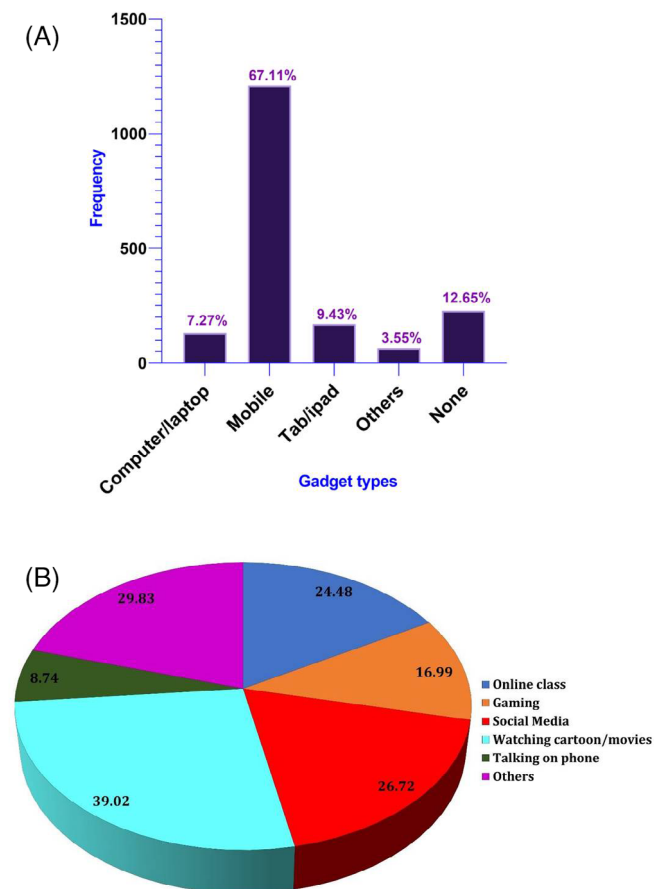 (A)
1500
1000
500
0
Frequency
7.27%
67.11%
9.43%
3.55%
12.65%
Computer/laptop
Mobile
Tab/ipad
Others
None
Gadget types
(B)
29.83
24.48
8.74
16.99
39.02
26.72
Online class
Gaming
Social Media
Watching cartoon/movies
Talking on phone
Others